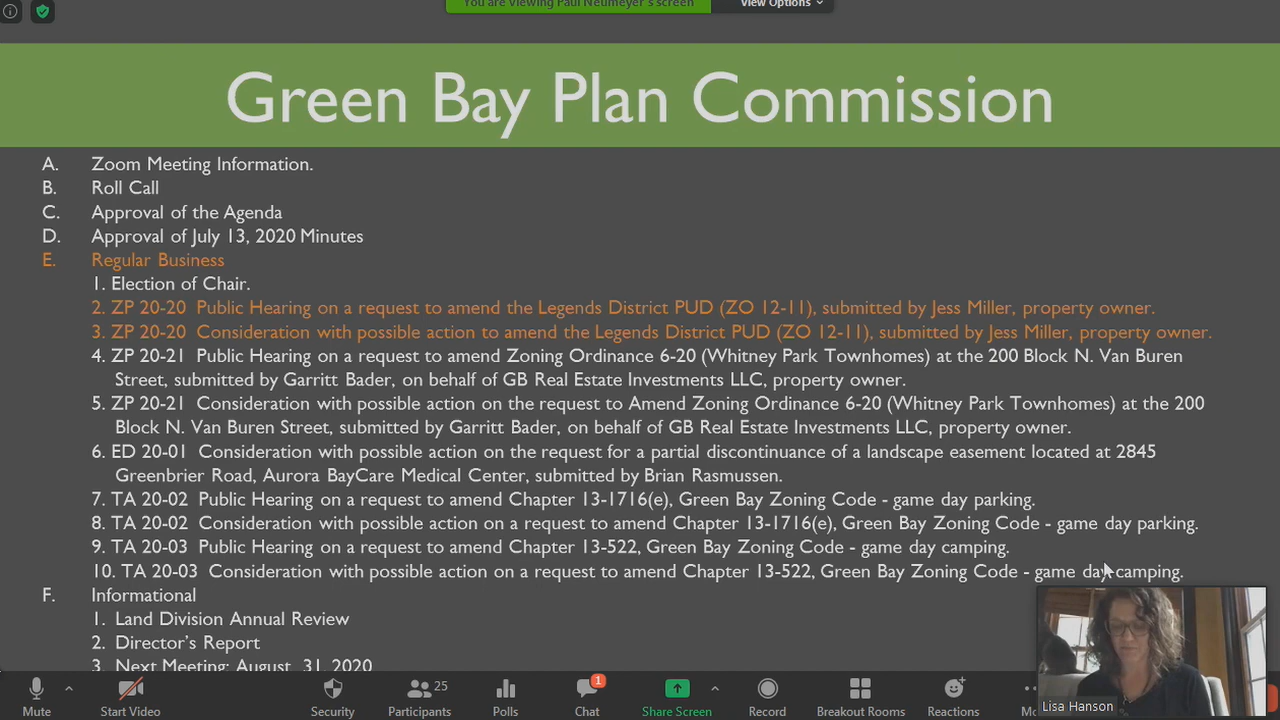 You are viewing Paul Neumeyer's screen
View Options
Green Bay Plan Commission
A. Zoom Meeting Information.
B. Roll Call
C. Approval of the Agenda
D. Approval of July 13, 2020 Minutes
E. Regular Business
1. Election of Chair.
2. ZP 20-20 Public Hearing on a request to amend the Legends District PUD (ZO 12-11), submitted by Jess Miller, property owner.
3. ZP 20-20 Consideration with possible action to amend the Legends District PUD (ZO 12-11), submitted by Jess Miller, property owner.
4. ZP 20-21 Public Hearing on a request to amend Zoning Ordinance 6-20 (Whitney Park Townhomes) at the 200 Block N. Van Buren
Street, submitted by Garritt Bader, on behalf of GB Real Estate Investments LLC, property owner.
5. ZP 20-21 Consideration with possible action on the request to Amend Zoning Ordinance 6-20 (Whitney Park Townhomes) at the 200
Block N. Van Buren Street, submitted by Garritt Bader, on behalf of GB Real Estate Investments LLC, property owner.
6. ED 20-01 Consideration with possible action on the request for a partial discontinuance of a landscape easement located at 2845
Greenbrier Road, Aurora BayCare Medical Center, submitted by Brian Rasmussen.
7. TA 20-02 Public Hearing on a request to amend Chapter 13-1716(e), Green Bay Zoning Code - game day parking.
8. TA 20-02 Consideration with possible action on a request to amend Chapter 13-1716(e), Green Bay Zoning Code - game day parking.
9. TA 20-03 Public Hearing on a request to amend Chapter 13-522, Green Bay Zoning Code - game day camping.
10. TA 20-03 Consideration with possible action on a request to amend Chapter 13-522, Green Bay Zoning Code - game day camping.
F. Informational
1. Land Division Annual Review
2. Director's Report
3. Next Meeting: August 31, 2020
Lisa Hanson
25
1
Mute
Start Video
Security
Participants
Polls
Chat
Share Screen
Record
Breakout Rooms
Reactions